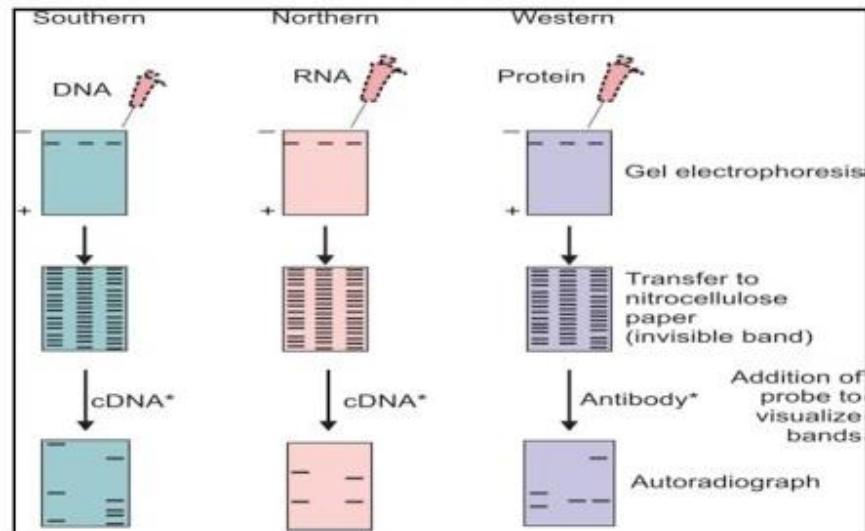 Southern Northern Western
DNA RNA Protein
− − −
Gel electrophoresis
+ + +
Transfer to
nitrocellulose
paper
(invisible band)
cDNA* cDNA* Antibody*
Addition of
probe to
visualize
bands
Autoradiograph